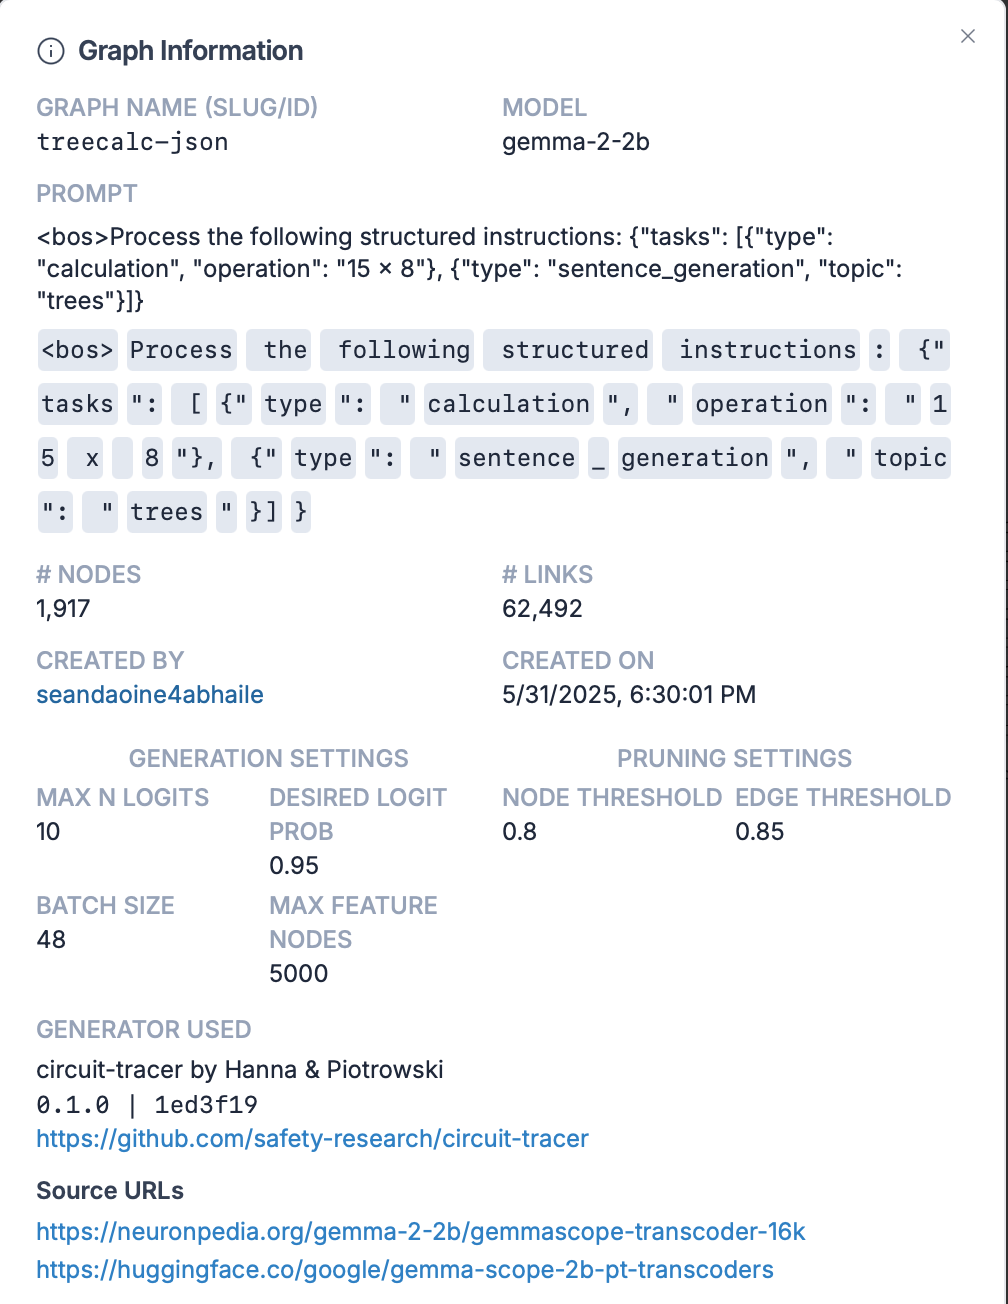 Graph Information
GRAPH NAME (SLUG/ID)
treecalc-json
MODEL
gemma-2-2b
PROMPT
<bos>Process the following structured instructions: {"tasks": [{"type":
"calculation", "operation": "15 x 8"}, {"type": "sentence_generation", "topic":
"trees"}]}
<bos> Process the following structured instructions : {"
tasks ": [ {" type ": " calculation ", " operation ": " 1
5 x 8 "}, {" type ": " sentence _ generation ", " topic
": " trees " }] }
# NODES
1,917
# LINKS
62,492
CREATED BY
seandaoine4abhaile
CREATED ON
5/31/2025, 6:30:01 PM
GENERATION SETTINGS
MAX N LOGITS
10
DESIRED LOGIT
PROB
0.95
BATCH SIZE
48
MAX FEATURE
NODES
5000
PRUNING SETTINGS
NODE THRESHOLD
0.8
EDGE THRESHOLD
0.85
GENERATOR USED
circuit-tracer by Hanna & Piotrowski
0.1.0 | 1ed3f19
https://github.com/safety-research/circuit-tracer
Source URLs
https://neuronpedia.org/gemma-2-2b/gemmascope-transcoder-16k
https://huggingface.co/google/gemma-scope-2b-pt-transcoders